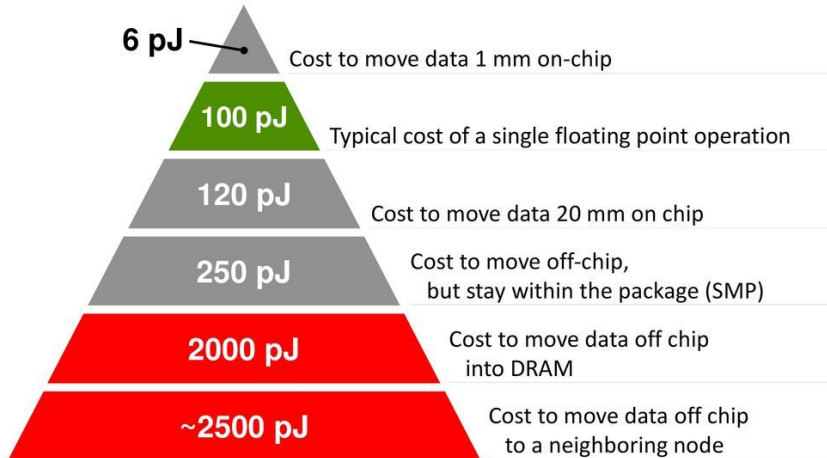 6 pJ
Cost to move data 1 mm on-chip
100 pJ
Typical cost of a single floating point operation
120 pJ
Cost to move data 20 mm on chip
250 pJ
Cost to move off-chip,
but stay within the package (SMP)
2000 pJ
Cost to move data off chip
into DRAM
~2500 pJ
Cost to move data off chip
to a neighboring node